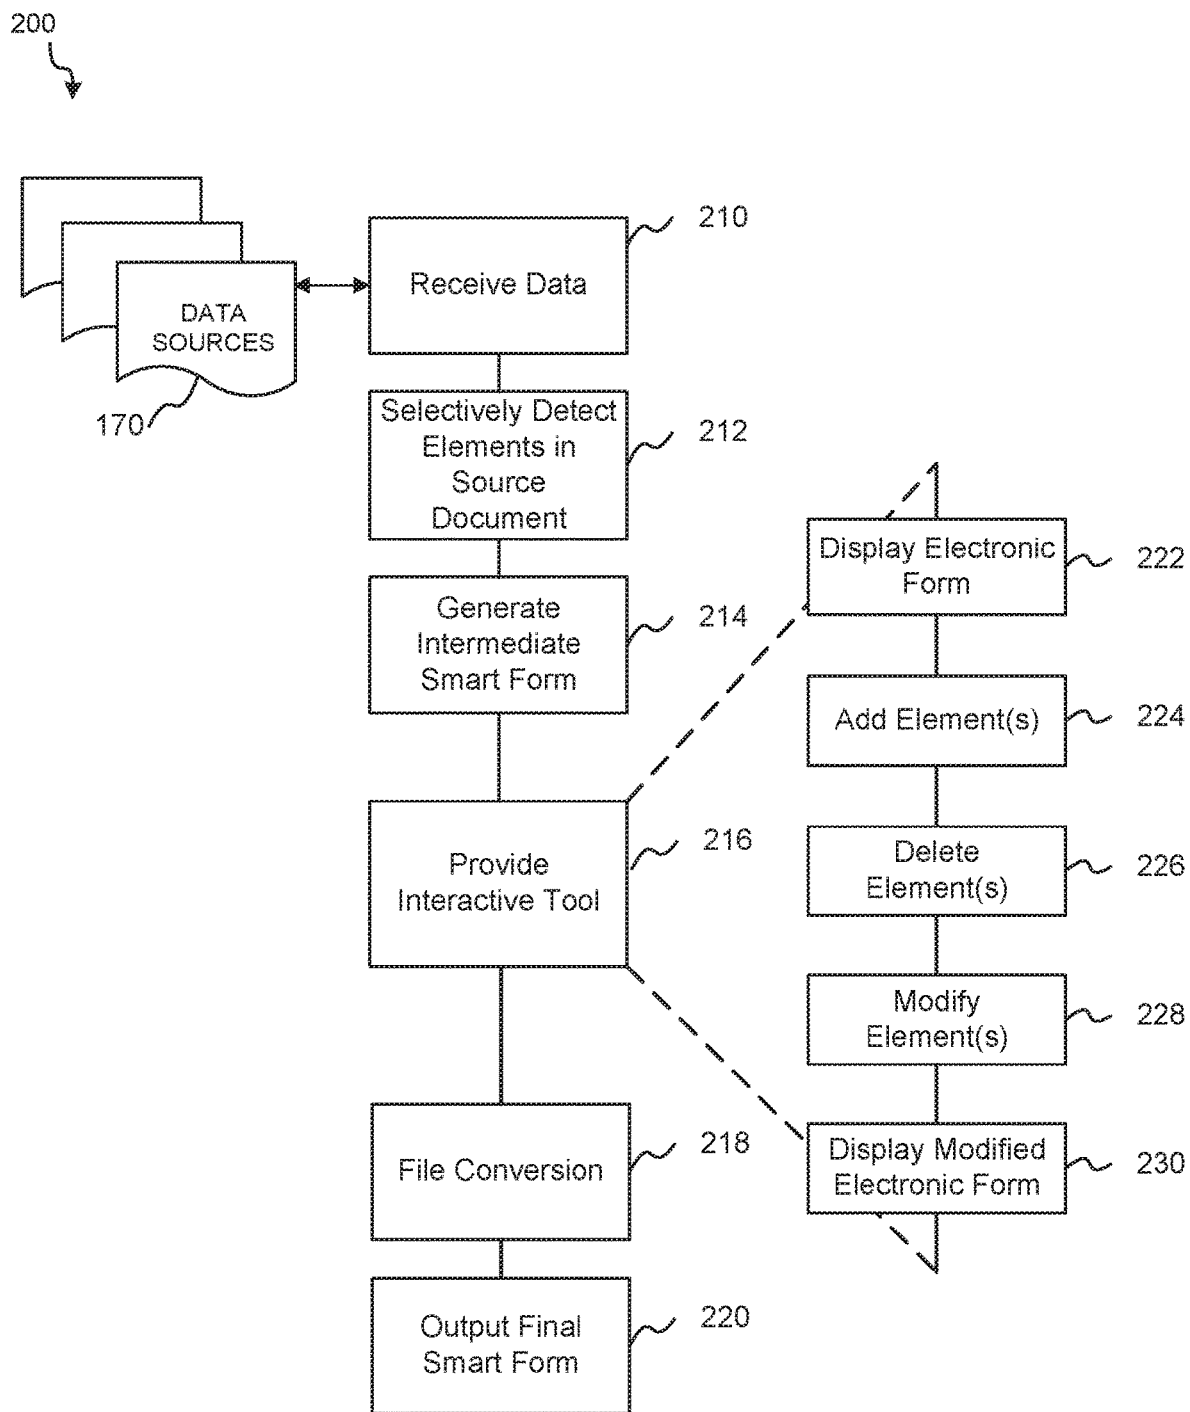 200
210
Receive Data
DATA
SOURCES
170
Selectively Detect
Elements in
Source
Document
212
Generate
Intermediate
Smart Form
214
Provide
Interactive Tool
216
File Conversion
218
Output Final
Smart Form
220
Display Electronic
Form
222
Add Element(s)
224
Delete
Element(s)
226
Modify
Element(s)
228
Display Modified
Electronic Form
230